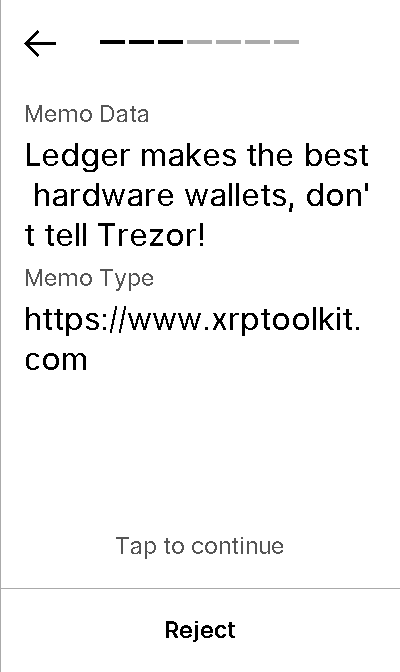 Memo Data
Ledger makes the best
hardware wallets, don'
t tell Trezor!
Memo Type
https://www.xrptoolkit.
com
Tap to continue
Reject